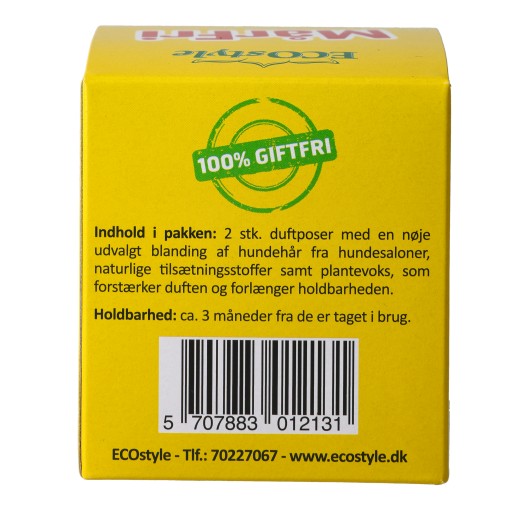 Mårfri
ECOstyle
100% GIFTFRI
Indhold i pakken: 2 stk. duftposer med en nøje
udvalgt blanding af hundehår fra hundesaloner,
naturlige tilsætningsstoffer samt plantevoks, som
forstærker duften og forlænger holdbarheden.
Holdbarhed: ca. 3 måneder fra de er taget i brug.
5 707883 012131
ECOstyle - Tlf.: 70227067 - www.ecostyle.dk